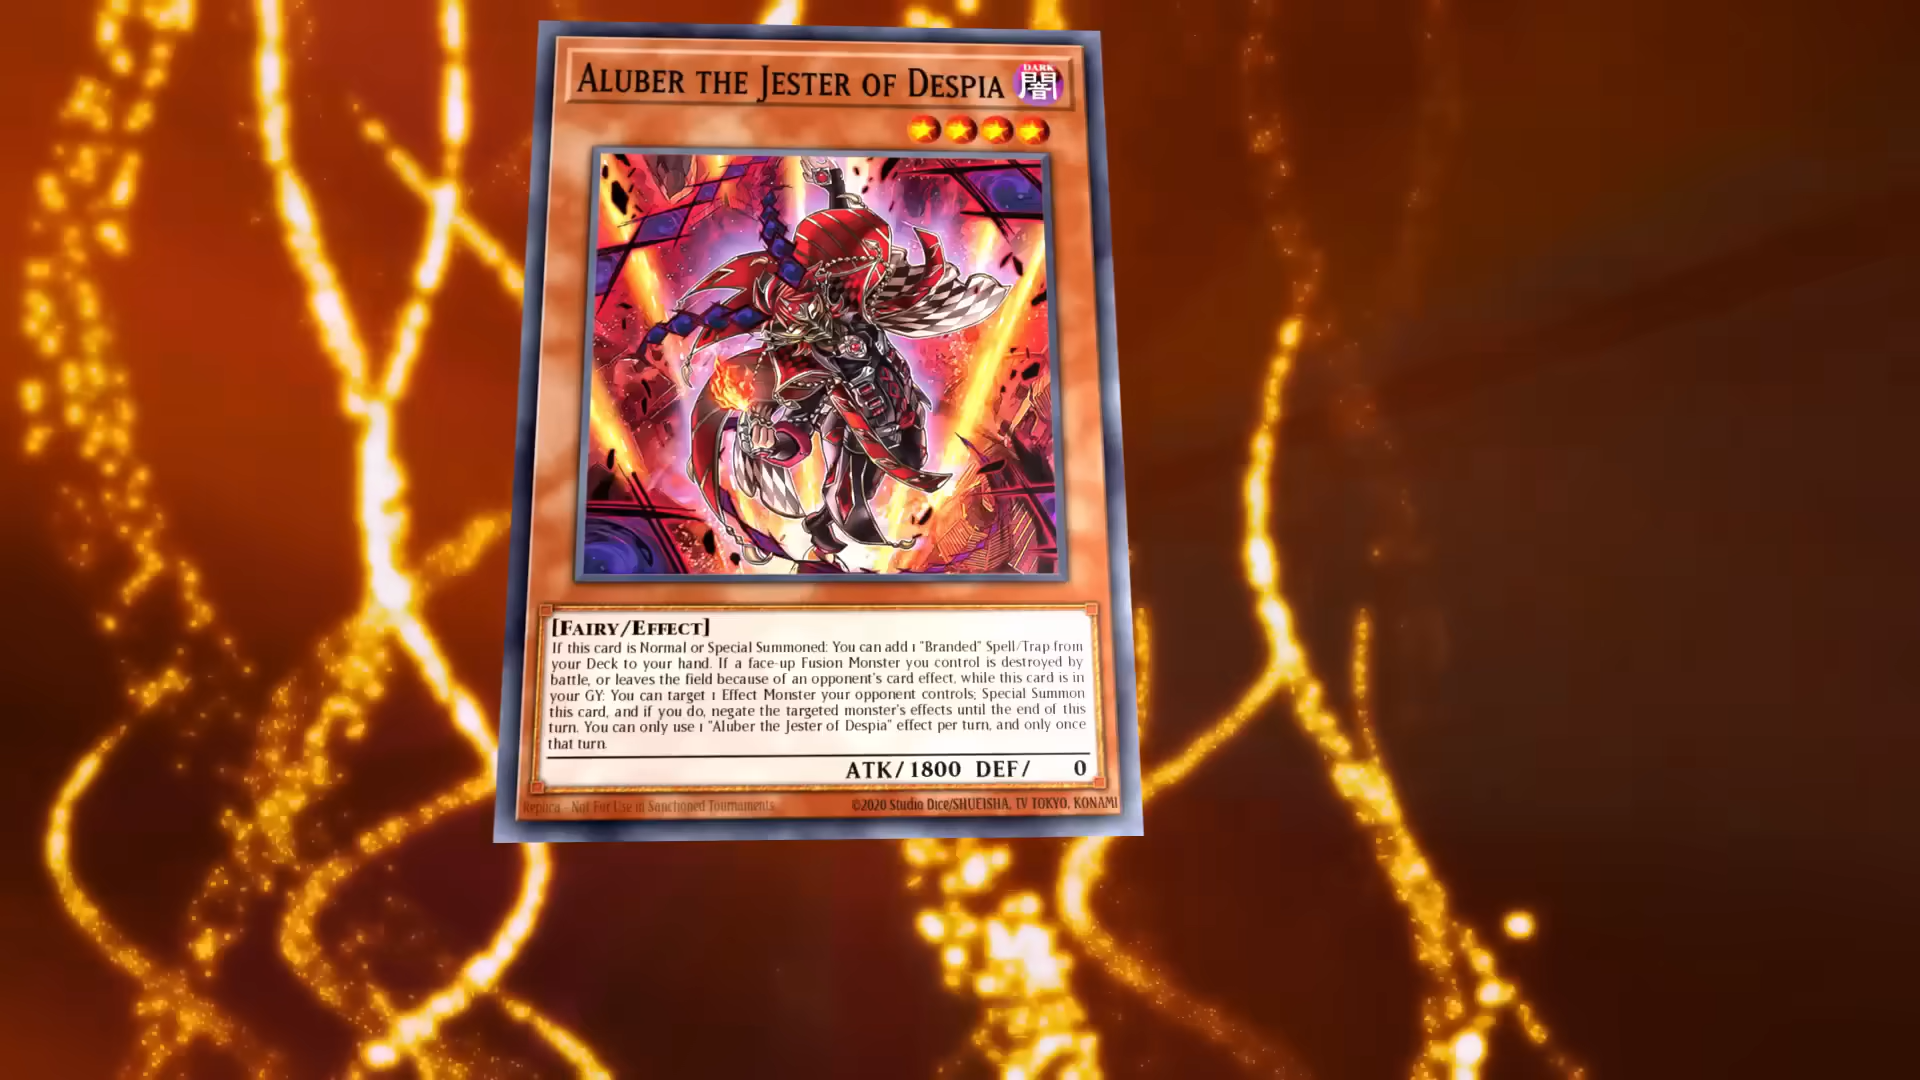 ALUBER THE JESTER OF DESPIA
DARK
闇
[FAIRY/EFFECT]
If this card is Normal or Special Summoned: You can add 1 "Branded" Spell/Trap from
your Deck to your hand. If a face-up Fusion Monster you control is destroyed by
battle, or leaves the field because of an opponent's card effect, while this card is in
your GY: You can target 1 Effect Monster your opponent controls; Special Summon
this card, and if you do, negate the targeted monster's effects until the end of this
turn. You can only use 1 "Aluber the Jester of Despia" effect per turn, and only once
that turn.
ATK/1800 DEF/ 0
Replica - Not For Use in Sanctioned Tournaments
©2020 Studio Dice/SHUEISHA, TV TOKYO, KONAMI